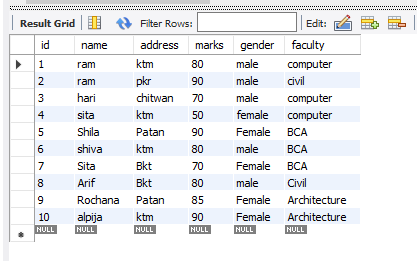 Result Grid Filter Rows: Edit:
id name address marks gender faculty
1 ram ktm 80 male computer
2 ram pkr 90 male civil
3 hari chitwan 70 male computer
4 sita ktm 50 female computer
5 Shila Patan 90 Female BCA
6 shiva ktm 80 male BCA
7 Sita Bkt 70 Female BCA
8 Arif Bkt 80 male Civil
9 Rochana Patan 85 Female Architecture
10 alpija ktm 90 Female Architecture
NULL NULL NULL NULL NULL NULL